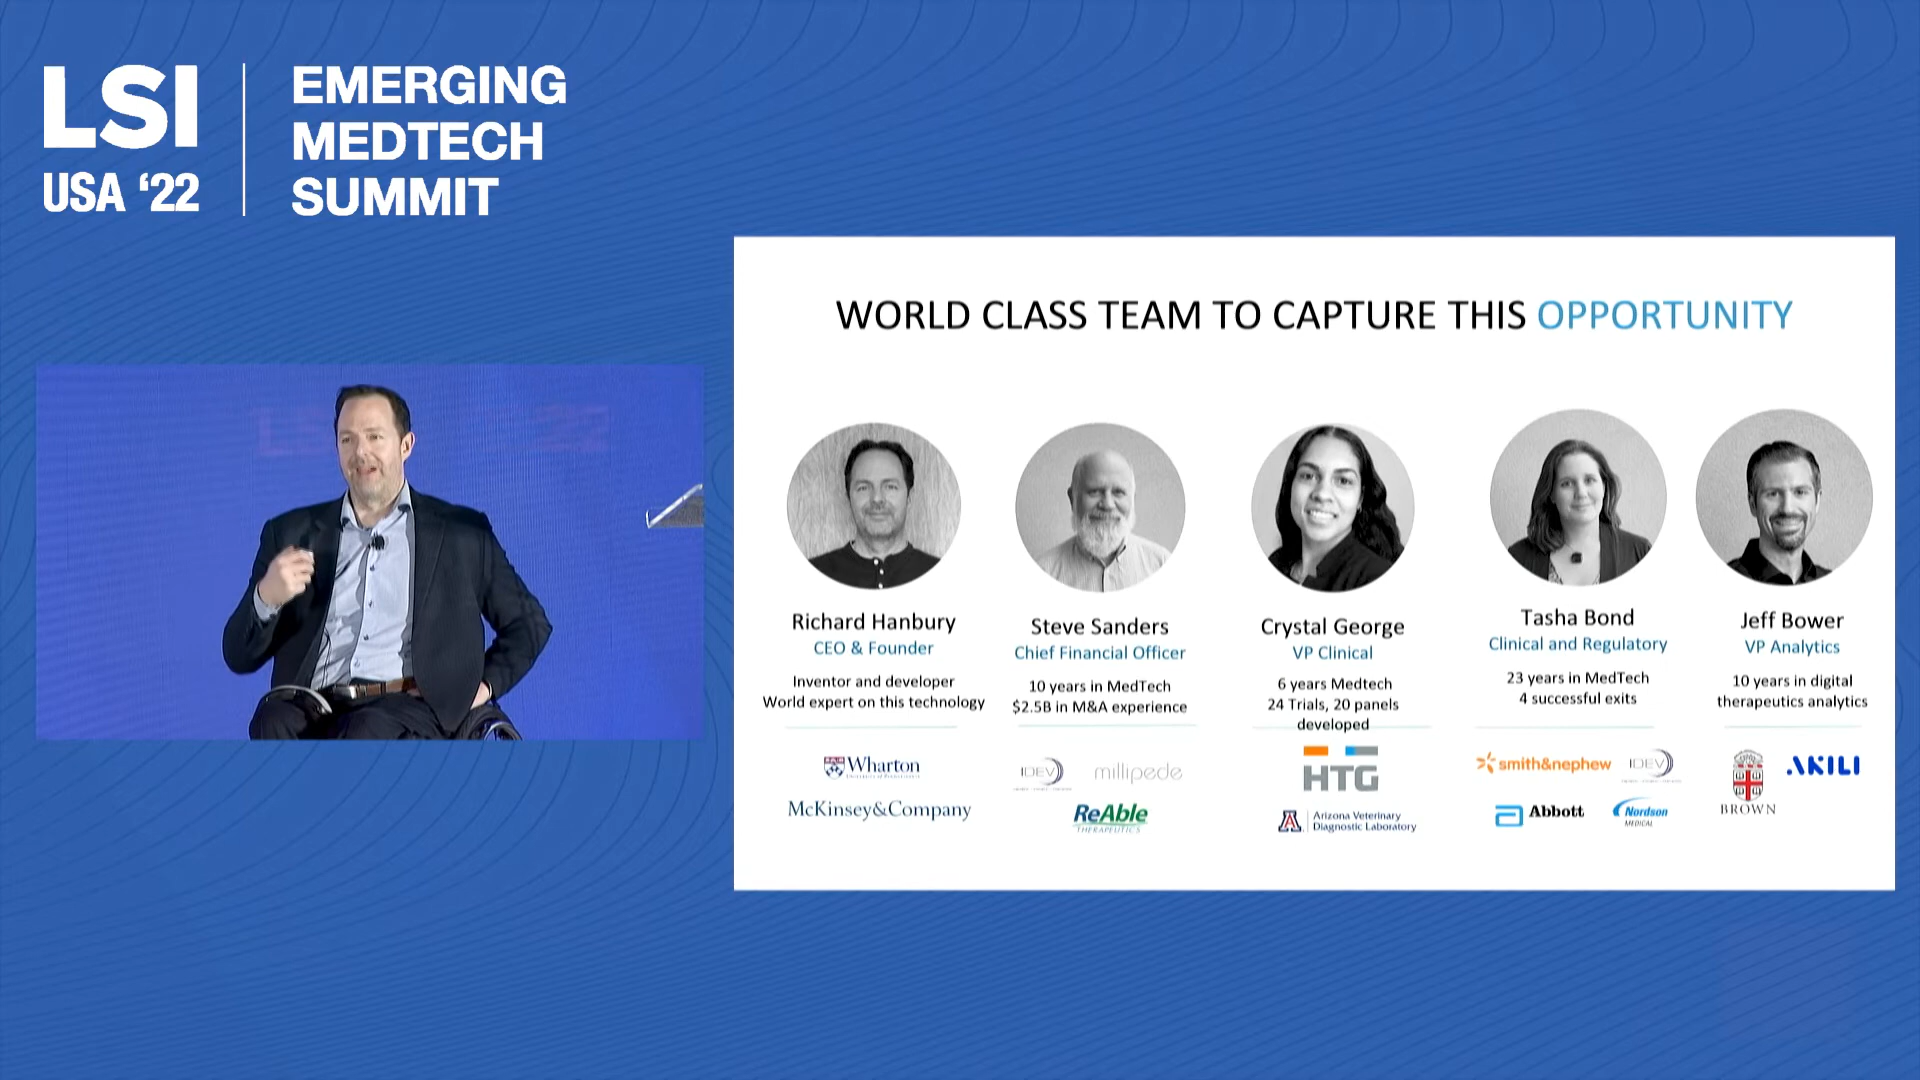 LSI
USA ‘22
EMERGING
MEDTECH
SUMMIT
WORLD CLASS TEAM TO CAPTURE THIS OPPORTUNITY
Richard Hanbury
CEO & Founder
Inventor and developer
World expert on this technology
Wharton
McKinsey&Company
Steve Sanders
Chief Financial Officer
10 years in MedTech
$2.5B in M&A experience
IDEV
millipede
ReAble
THERAPEUTICS
Crystal George
VP Clinical
6 years Medtech
24 Trials, 20 panels
developed
HTG
Arizona Veterinary
Diagnostic Laboratory
Tasha Bond
Clinical and Regulatory
23 years in MedTech
4 successful exits
smith&nephew
IDEV
Abbott
Nordson
MEDICAL
Jeff Bower
VP Analytics
10 years in digital
therapeutics analytics
BROWN
AKILI